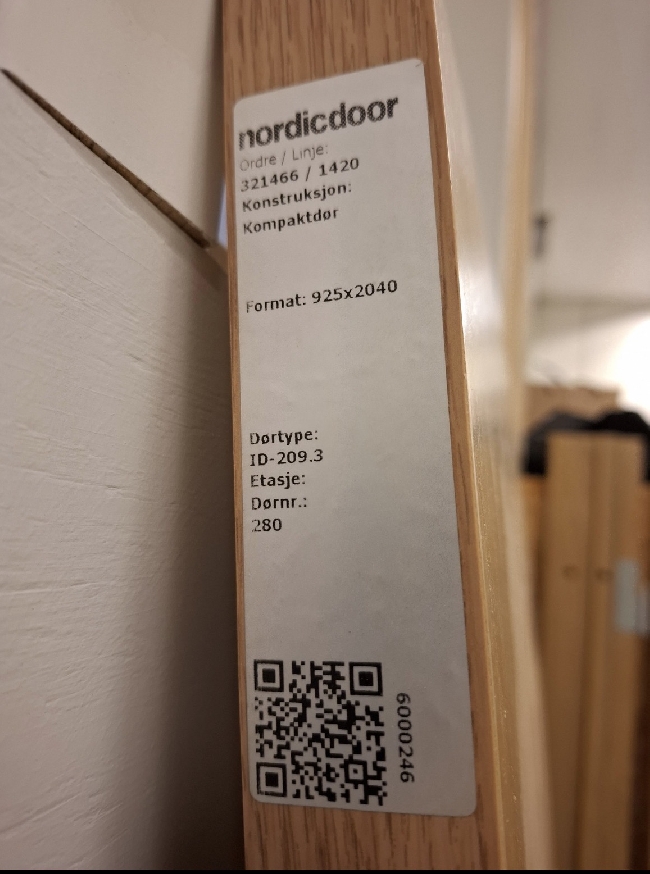 nordicdoor
Ordre / Linje:
321466 / 1420
Konstruksjon:
Kompaktdør
Format: 925x2040
Dørtype:
ID-209.3
Etasje:
Dørnr.:
280
6000246